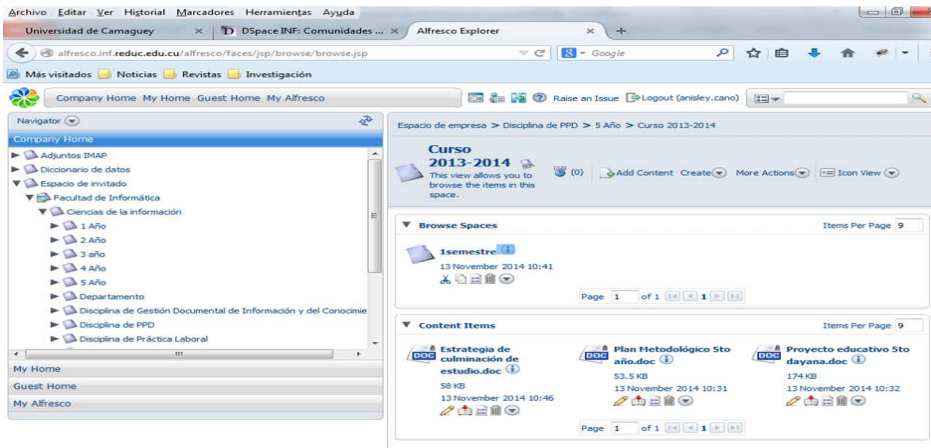 Archivo Editar Ver Historial Marcadores Herramientas Ayuda
Universidad de Camaguey × DSpace INF: Comunidades ... × Alfresco Explorer × +
alfresco.inf.reduc.edu.cu/alfresco/faces/jsp/browse/browse.jsp Google
Más visitados Noticias Revistas Investigación
Company Home My Home Guest Home My Alfresco Raise an Issue Logout (anisley.cano)
Navigator
Company Home
Adjuntos IMAP
Diccionario de datos
Espacio de invitado
Facultad de Informática
Ciencias de la información
1 Año
2 Año
3 año
4 Año
5 Año
Departamento
Disciplina de Gestión Documental de Información y del Conocimie
Disciplina de PPD
Disciplina de Práctica Laboral
My Home
Guest Home
My Alfresco
Espacio de empresa > Disciplina de PPD > 5 Año > Curso 2013-2014
Curso
2013-2014
This view allows you to
browse the items in this
space.
(0) Add Content Create More Actions Icon View
Browse Spaces Items Per Page 9
1semestre
13 November 2014 10:41
Page 1 of 1 1
Content Items Items Per Page 9
DOC Estrategia de
culminación de
estudio.doc
58 KB
13 November 2014 10:46
DOC Plan Metodológico 5to
año.doc
53.5 KB
13 November 2014 10:31
DOC Proyecto educativo 5to
dayana.doc
174 KB
13 November 2014 10:32
Page 1 of 1 1